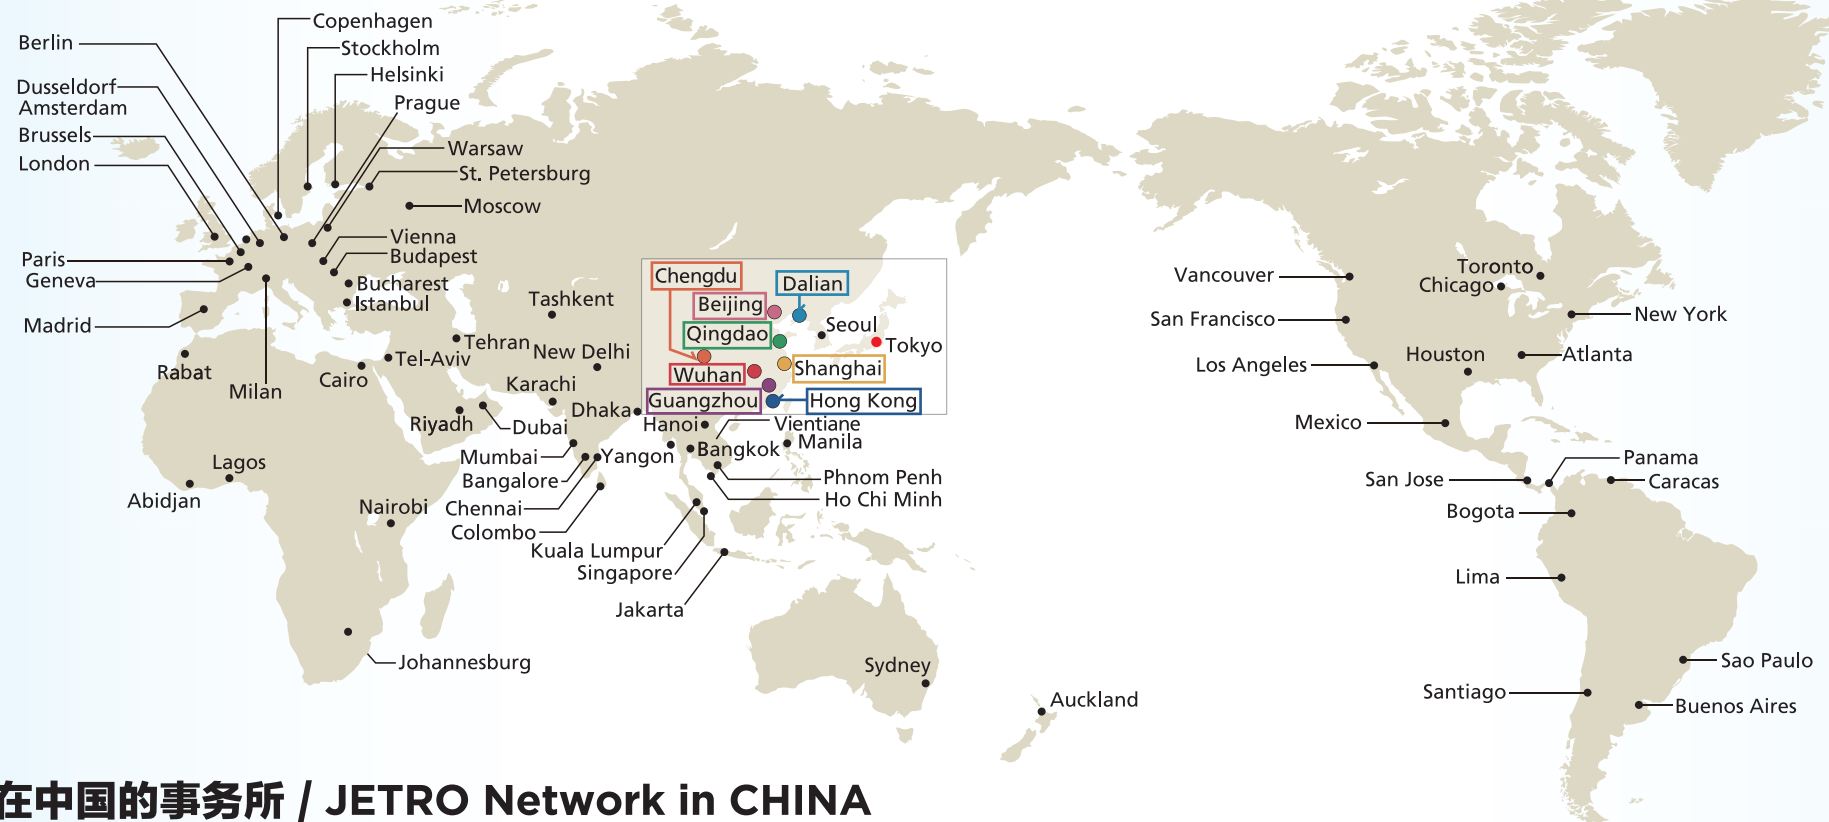 Copenhagen
Berlin
Stockholm
Helsinki
Dusseldorf
Amsterdam
Prague
Brussels
Warsaw
London
St. Petersburg
Moscow
Vienna
Paris
Budapest
Geneva
Bucharest
Istanbul
Madrid
Tashkent
Tehran
Tel-Aviv
New Delhi
Rabat
Cairo
Milan
Karachi
Riyadh
Dubai
Dhaka
Mumbai
Lagos
Bangalore
Abidjan
Nairobi
Chennai
Colombo
Johannesburg
Chengdu
Dalian
Beijing
Seoul
Qingdao
Tokyo
Shanghai
Wuhan
Guangzhou
Hong Kong
Hanoi
Vientiane
Manila
Yangon
Bangkok
Phnom Penh
Ho Chi Minh
Kuala Lumpur
Singapore
Jakarta
Sydney
Auckland
Vancouver
Toronto
Chicago
San Francisco
New York
Houston
Atlanta
Los Angeles
Mexico
Panama
San Jose
Caracas
Bogota
Lima
Sao Paulo
Santiago
Buenos Aires
在中国的事务所 / JETRO Network in CHINA